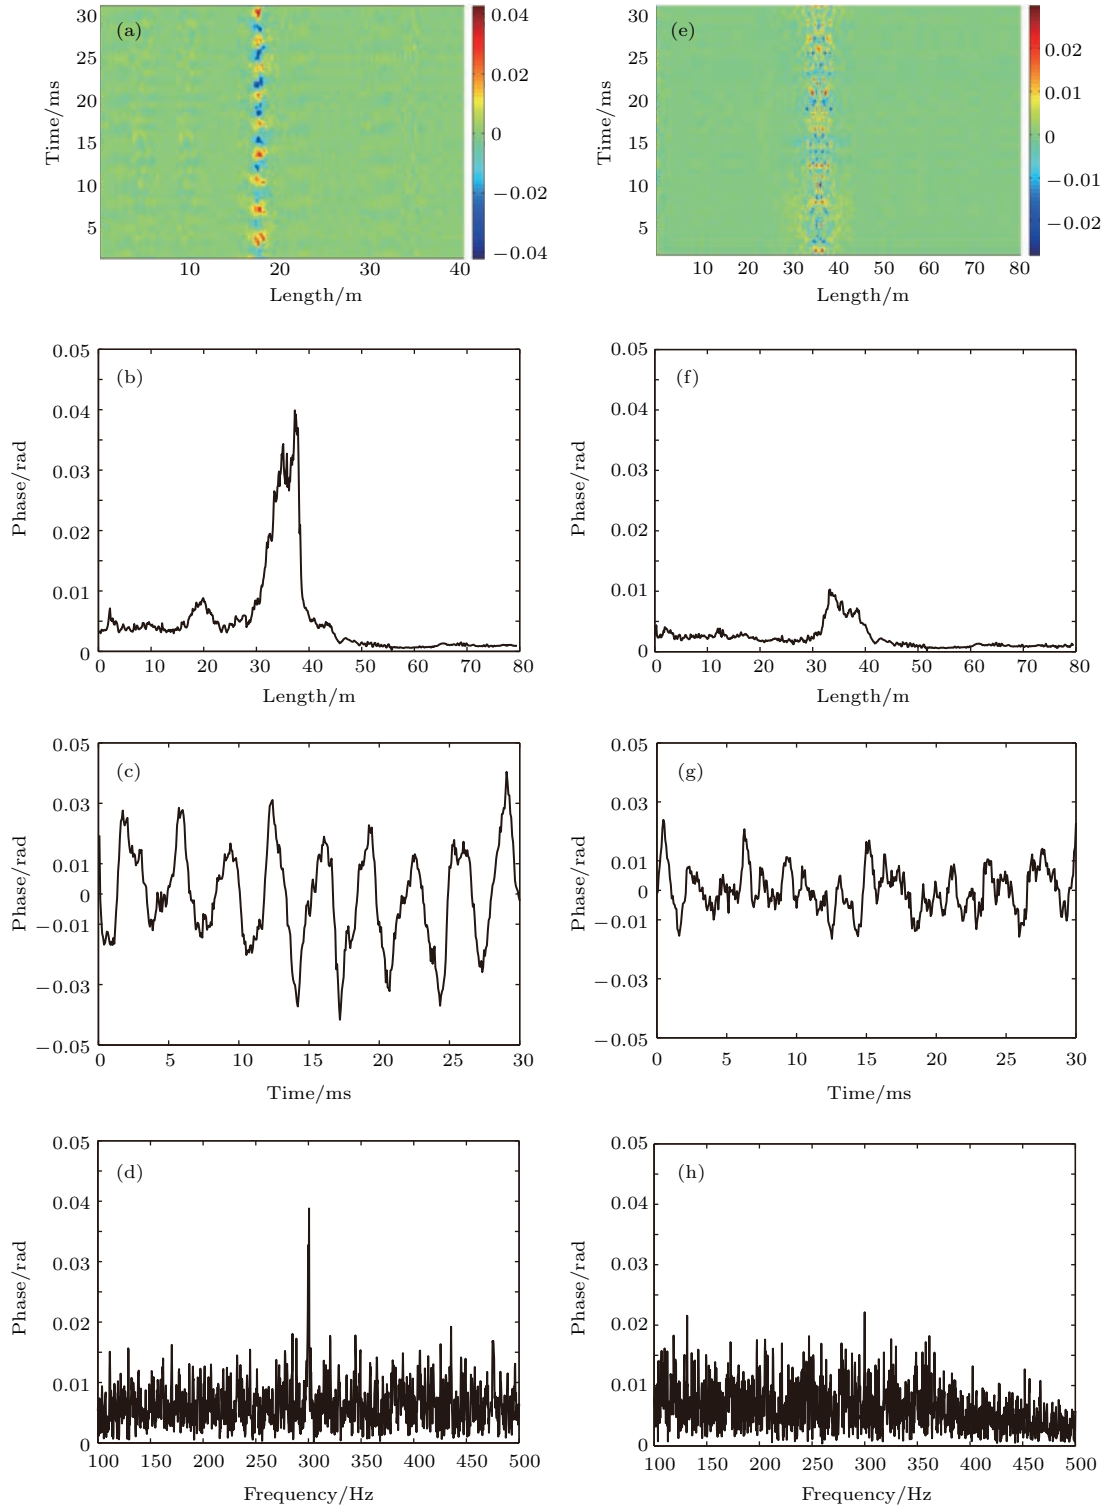 (a)
30
25
20
15
10
5
Time/ms
10 20 30 40
Length/m
0.04
0.02
0
−0.02
−0.04
(e)
30
25
20
15
10
5
Time/ms
10 20 30 40 50 60 70 80
Length/m
0.02
0.01
0
−0.01
−0.02
(b)
0.05
0.04
0.03
0.02
0.01
0
Phase/rad
0 10 20 30 40 50 60 70 80
Length/m
(f)
0.05
0.04
0.03
0.02
0.01
0
Phase/rad
0 10 20 30 40 50 60 70 80
Length/m
(c)
0.05
0.03
0.01
0
−0.01
−0.03
−0.05
Phase/rad
0 5 10 15 20 25 30
Time/ms
(g)
0.05
0.03
0.01
0
−0.01
−0.03
−0.05
Phase/rad
0 5 10 15 20 25 30
Time/ms
(d)
0.05
0.04
0.03
0.02
0.01
0
Phase/rad
100 150 200 250 300 350 400 450 500
Frequency/Hz
(h)
0.05
0.04
0.03
0.02
0.01
0
Phase/rad
100 150 200 250 300 350 400 450 500
Frequency/Hz